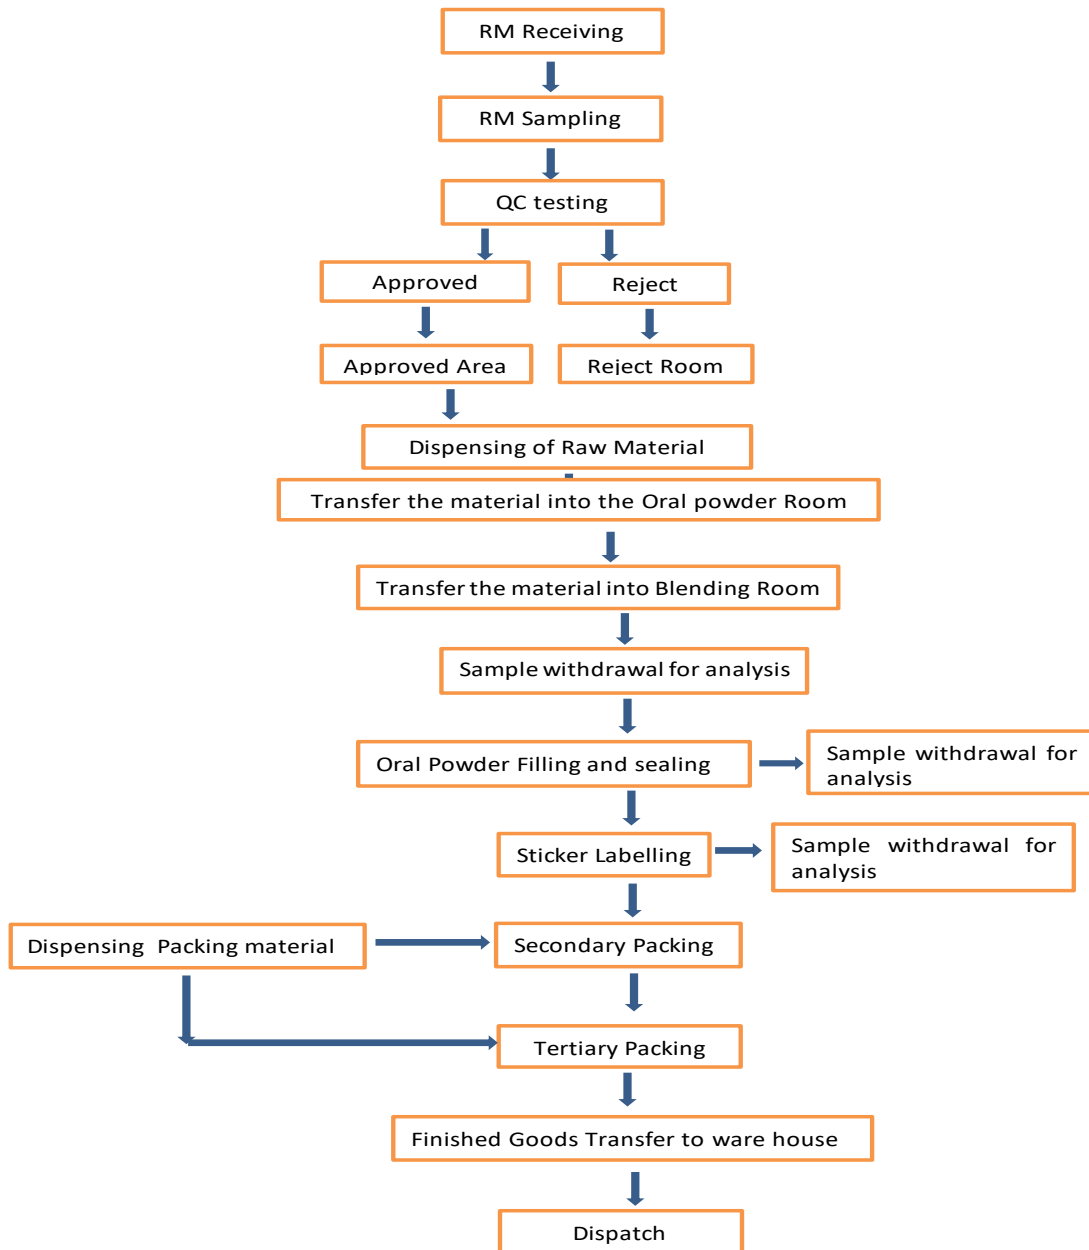 RM Receiving
RM Sampling
QC testing
Approved
Reject
Approved Area
Reject Room
Dispensing of Raw Material
Transfer the material into the Oral powder Room
Transfer the material into Blending Room
Sample withdrawal for analysis
Oral Powder Filling and sealing
Sample withdrawal for
analysis
Sticker Labelling
Sample withdrawal for
analysis
Dispensing Packing material
Secondary Packing
Tertiary Packing
Finished Goods Transfer to ware house
Dispatch